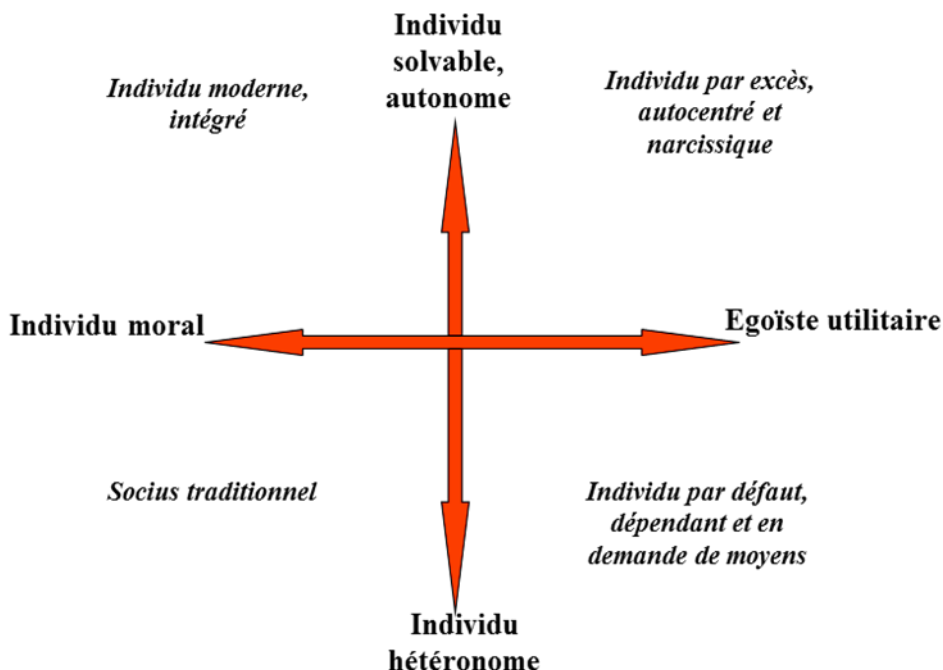 Individu
solvable,
autonome
Individu moderne,
intégré
Individu par excès,
autocentré et
narcissique
Individu moral
Egoïste utilitaire
Socius traditionnel
Individu par défaut,
dépendant et en
demande de moyens
Individu
hétéronome